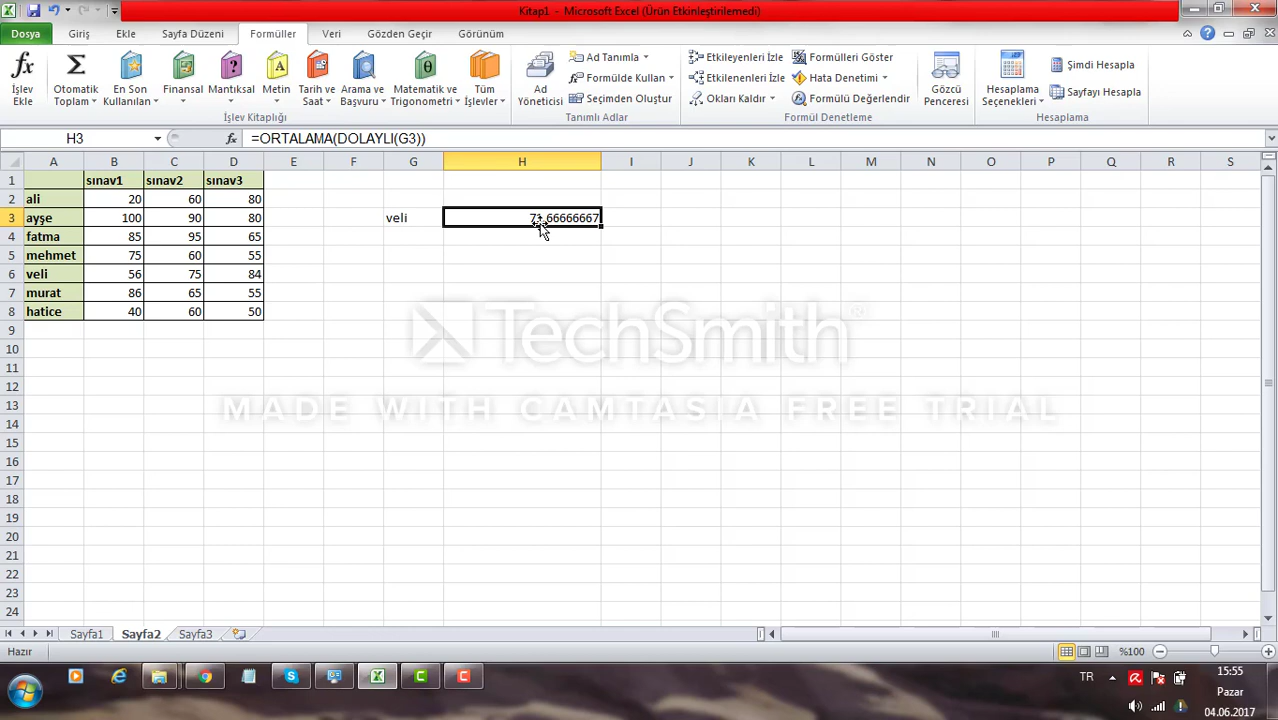 Kitap1 – Microsoft Excel (Ürün Etkinleştirilemedi)
Dosya Giriş Ekle Sayfa Düzeni Formüller Veri Gözden Geçir Görünüm
fx Σ ? A θ
İşlev Ekle
Otomatik Toplam
En Son Kullanılan
Finansal
Mantıksal
Metin
Tarih ve Saat
Arama ve Başvuru
Matematik ve Trigonometri
Tüm İşlevler
İşlev Kitaplığı
Ad Yöneticisi
Ad Tanımla
Formülde Kullan
Seçimden Oluştur
Tanımlı Adlar
Etkileyenleri İzle
Etkilenenleri İzle
Okları Kaldır
Formülleri Göster
Hata Denetimi
Formülü Değerlendir
Formül Denetleme
Gözcü Penceresi
Hesaplama Seçenekleri
Şimdi Hesapla
Sayfayı Hesapla
Hesaplama
H3 fx =ORTALAMA(DOLAYLI(G3))
A B C D E F G H I J K L M N O P Q R S
1 sınav1 sınav2 sınav3
2 ali 20 60 80
3 ayşe 100 90 80 veli 71,66666667
4 fatma 85 95 65
5 mehmet 75 60 55
6 veli 56 75 84
7 murat 86 65 55
8 hatice 40 60 50
9
10
11
12
13
14
15
16
17
18
19
20
21
22
23
24
TechSmith®
MADE WITH CAMTASIA FREE TRIAL
Sayfa1 Sayfa2 Sayfa3
Hazır %100
TR 15:55
Pazar
04.06.2017